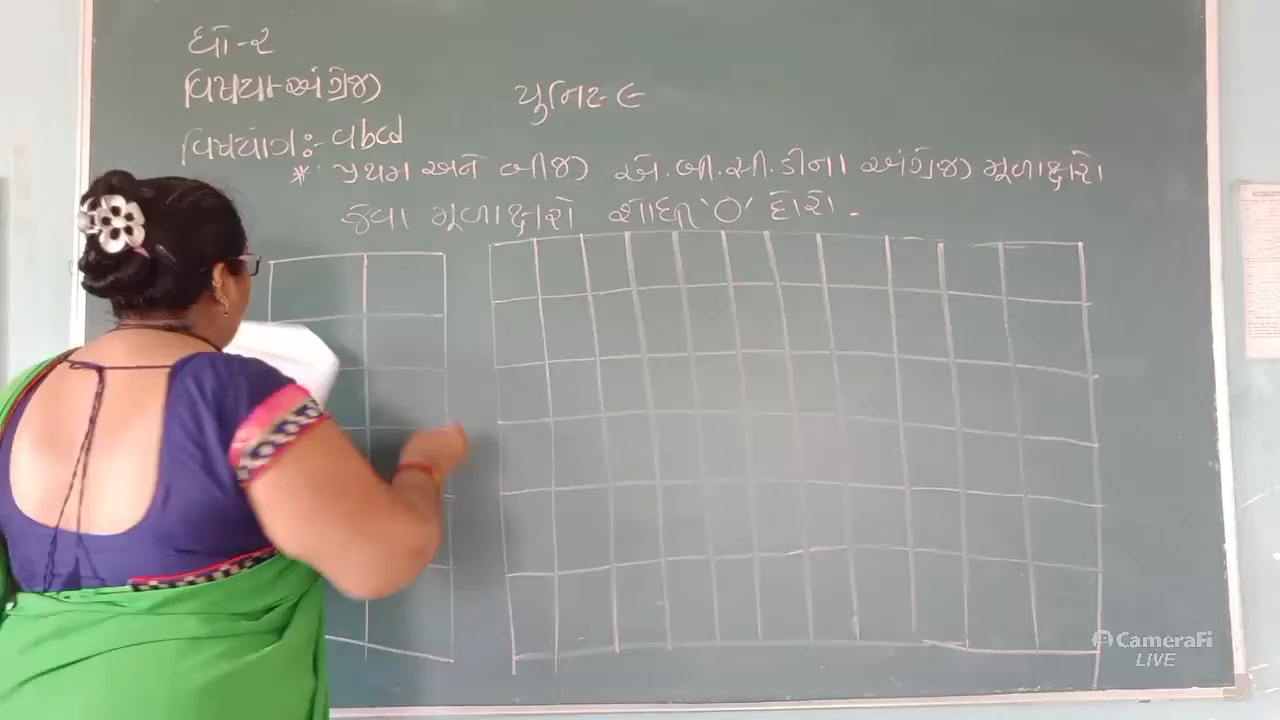 ધો-૨
વિષય-અંગ્રેજી
યુનિટ ૯
વિષયાંગ :- abcd
* પ્રથમ અને બીજી એ.બી.સી.ડીના અંગ્રેજી મૂળાક્ષરો
જેવા મૂળાક્ષરો શોધી 'O' દોરો.
CameraFi
LIVE